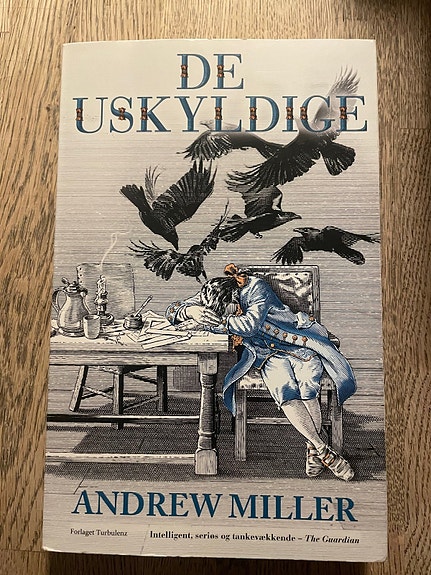 DE
USKYLDIGE
ANDREW MILLER
Forlaget Turbulenz
Intelligent, seriøs og tankevækkende – The Guardian